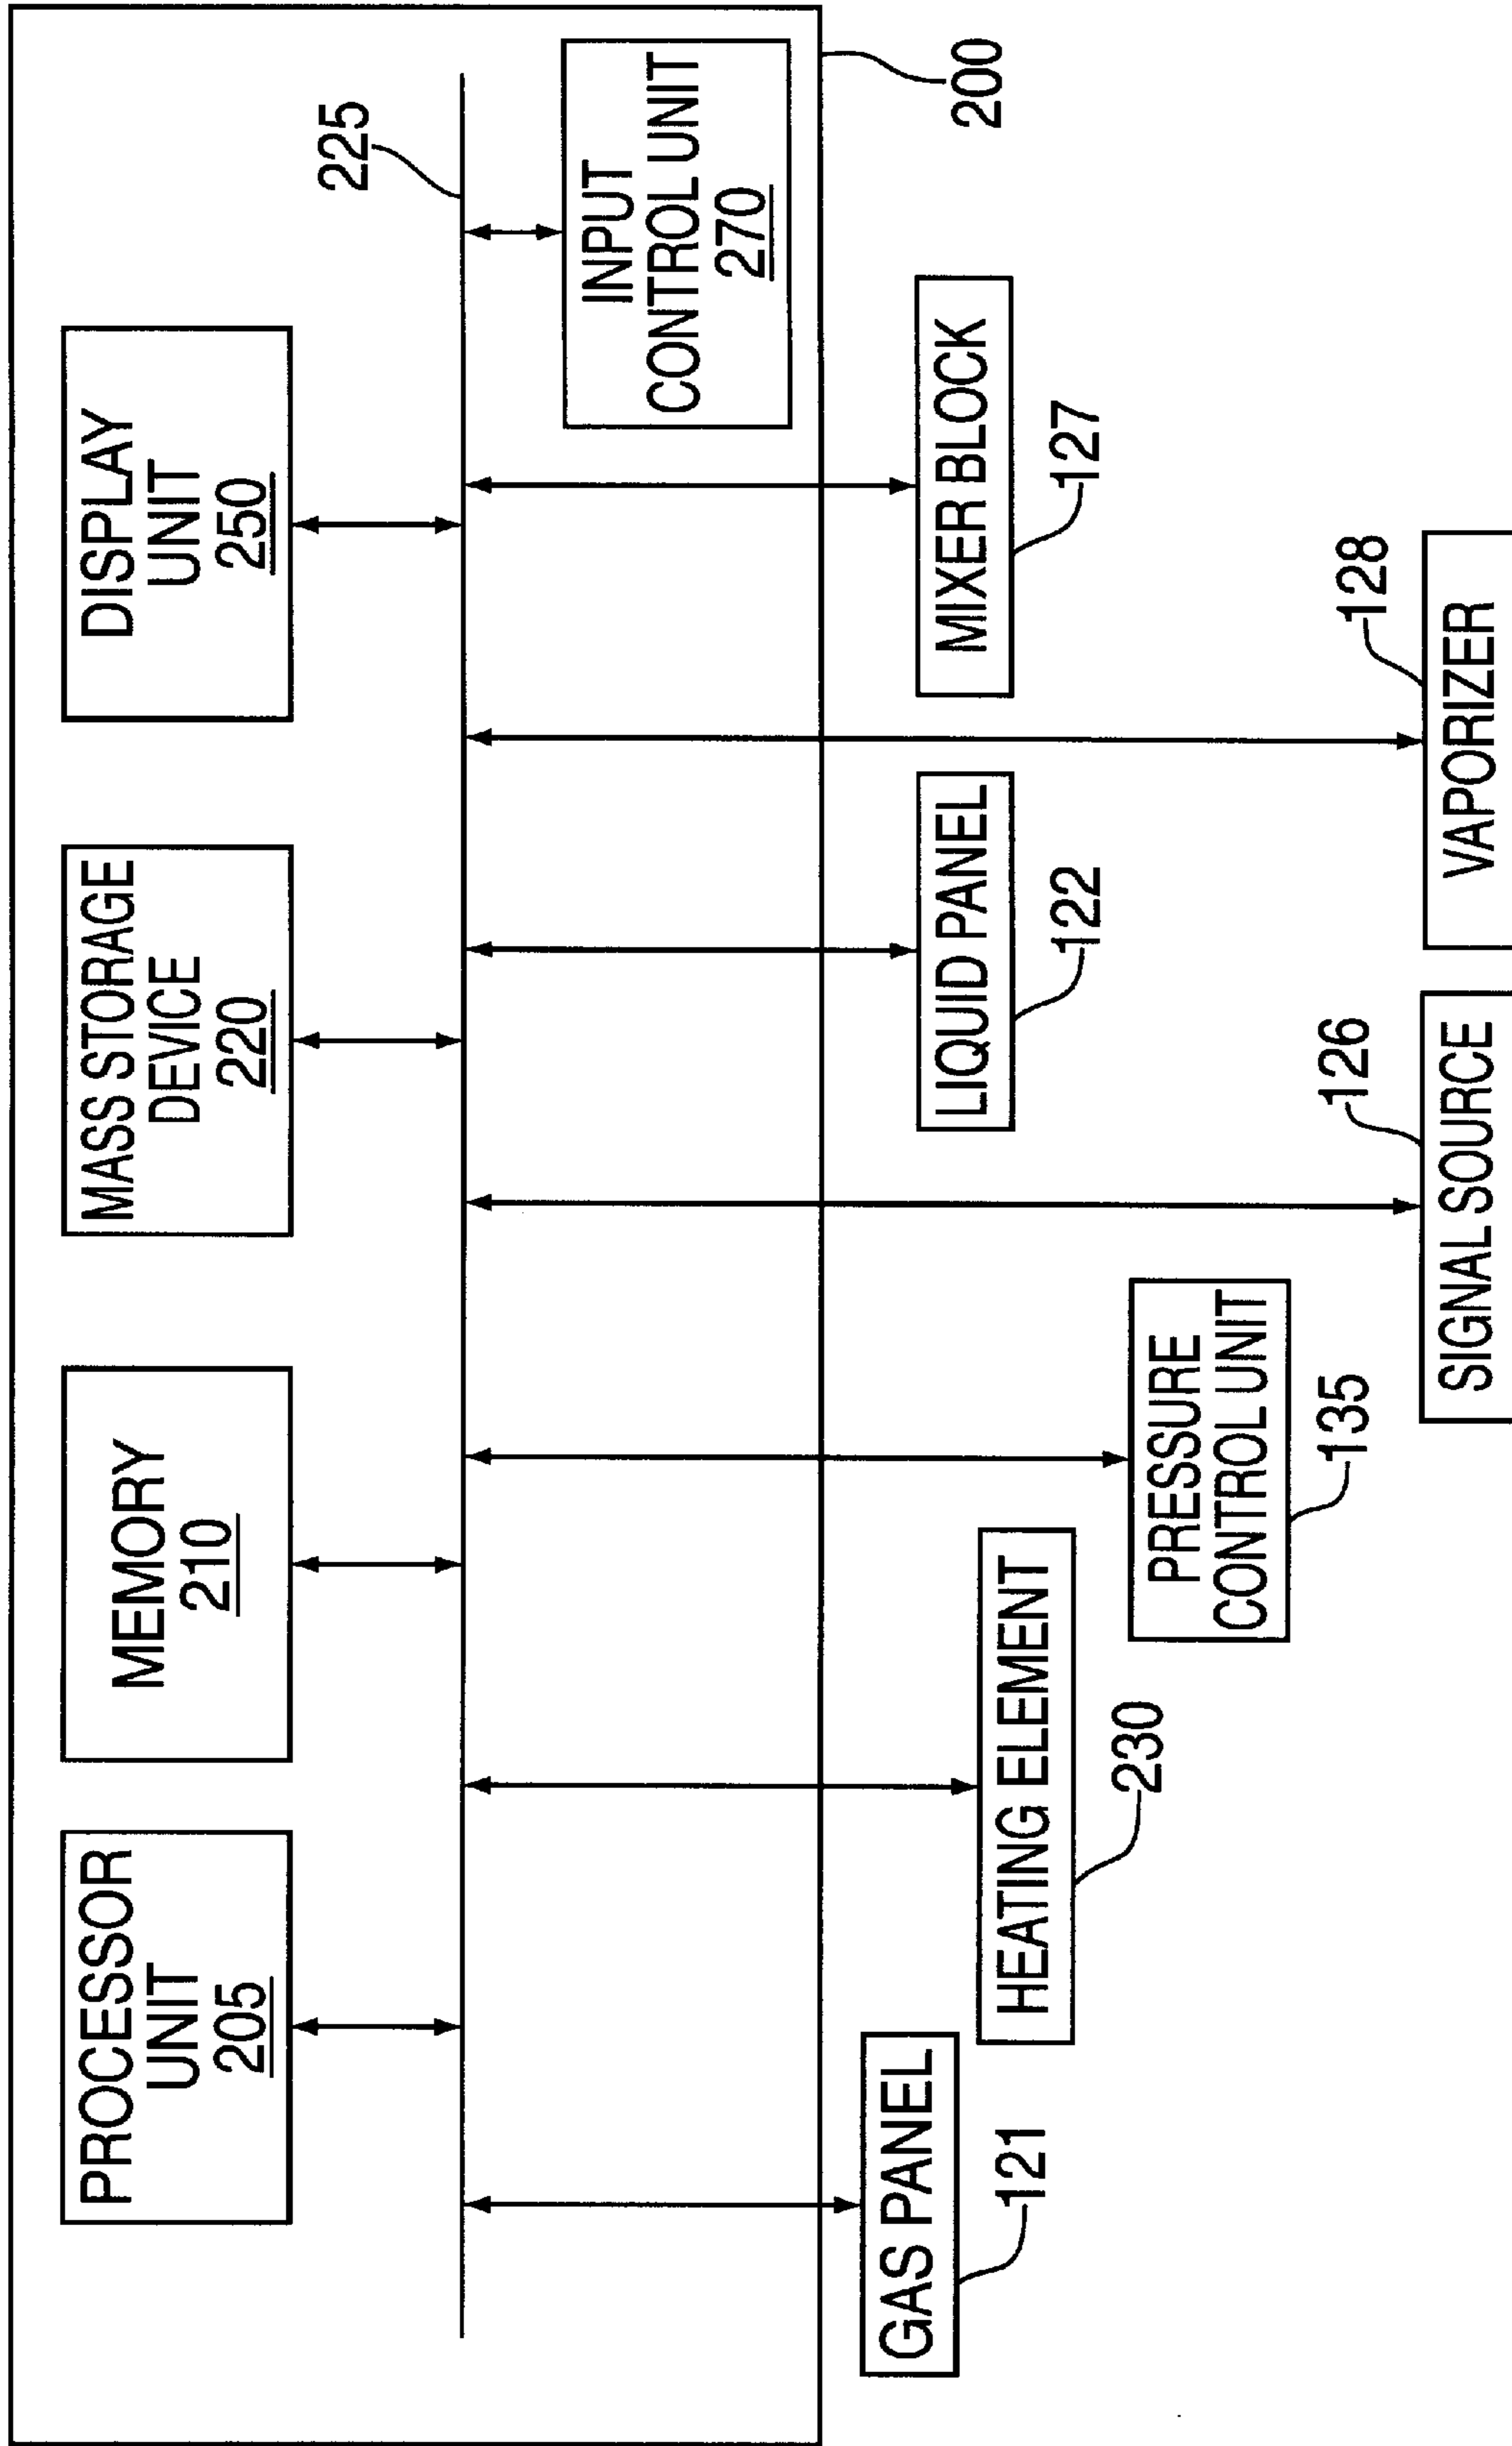 PROCESSOR
UNIT
205
MEMORY
210
MASS STORAGE
DEVICE
220
DISPLAY
UNIT
250
225
INPUT
CONTROL UNIT
270
200
GAS PANEL
121
HEATING ELEMENT
230
PRESSURE
CONTROL UNIT
135
SIGNAL SOURCE
126
LIQUID PANEL
122
VAPORIZER
128
MIXER BLOCK
127